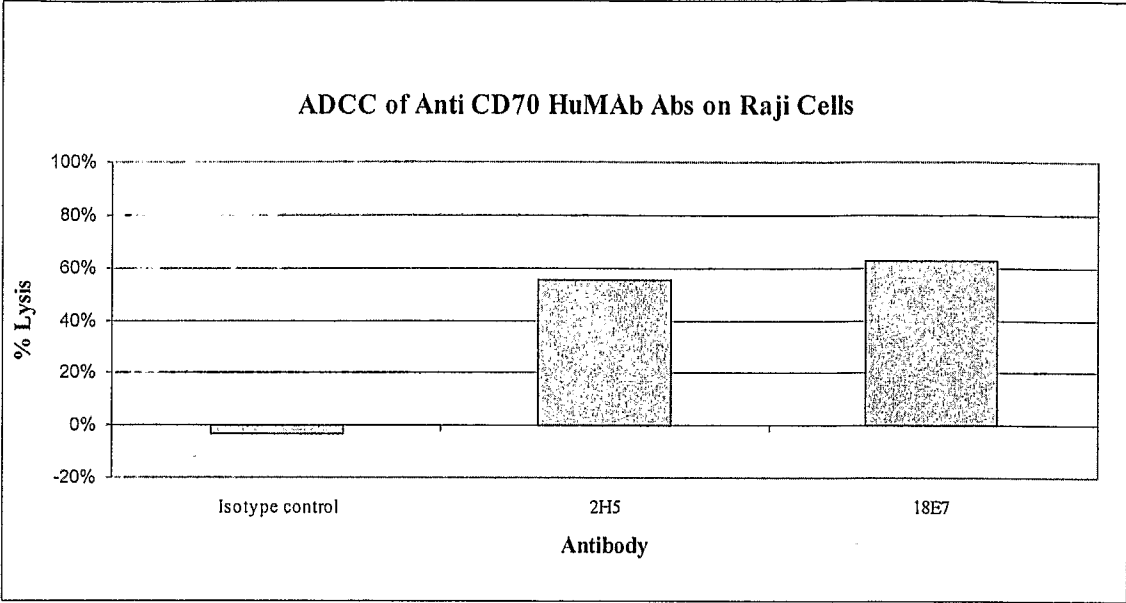 ADCC of Anti CD70 HuMAb Abs on Raji Cells
100%
80%
60%
40%
20%
0%
-20%
% Lysis
Isotype control
2H5
18E7
Antibody